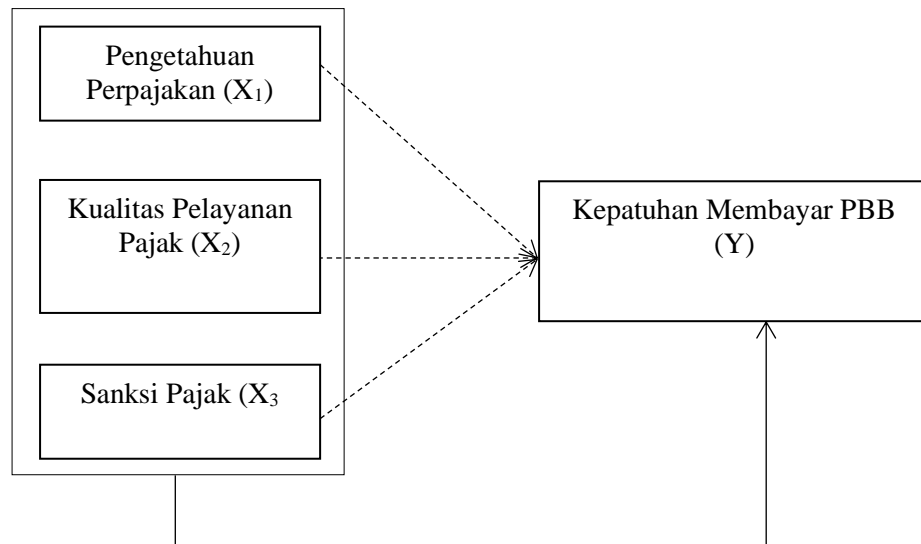 Pengetahuan
Perpajakan (X₁)
Kualitas Pelayanan
Pajak (X₂)
Kepatuhan Membayar PBB
(Y)
Sanksi Pajak (X₃